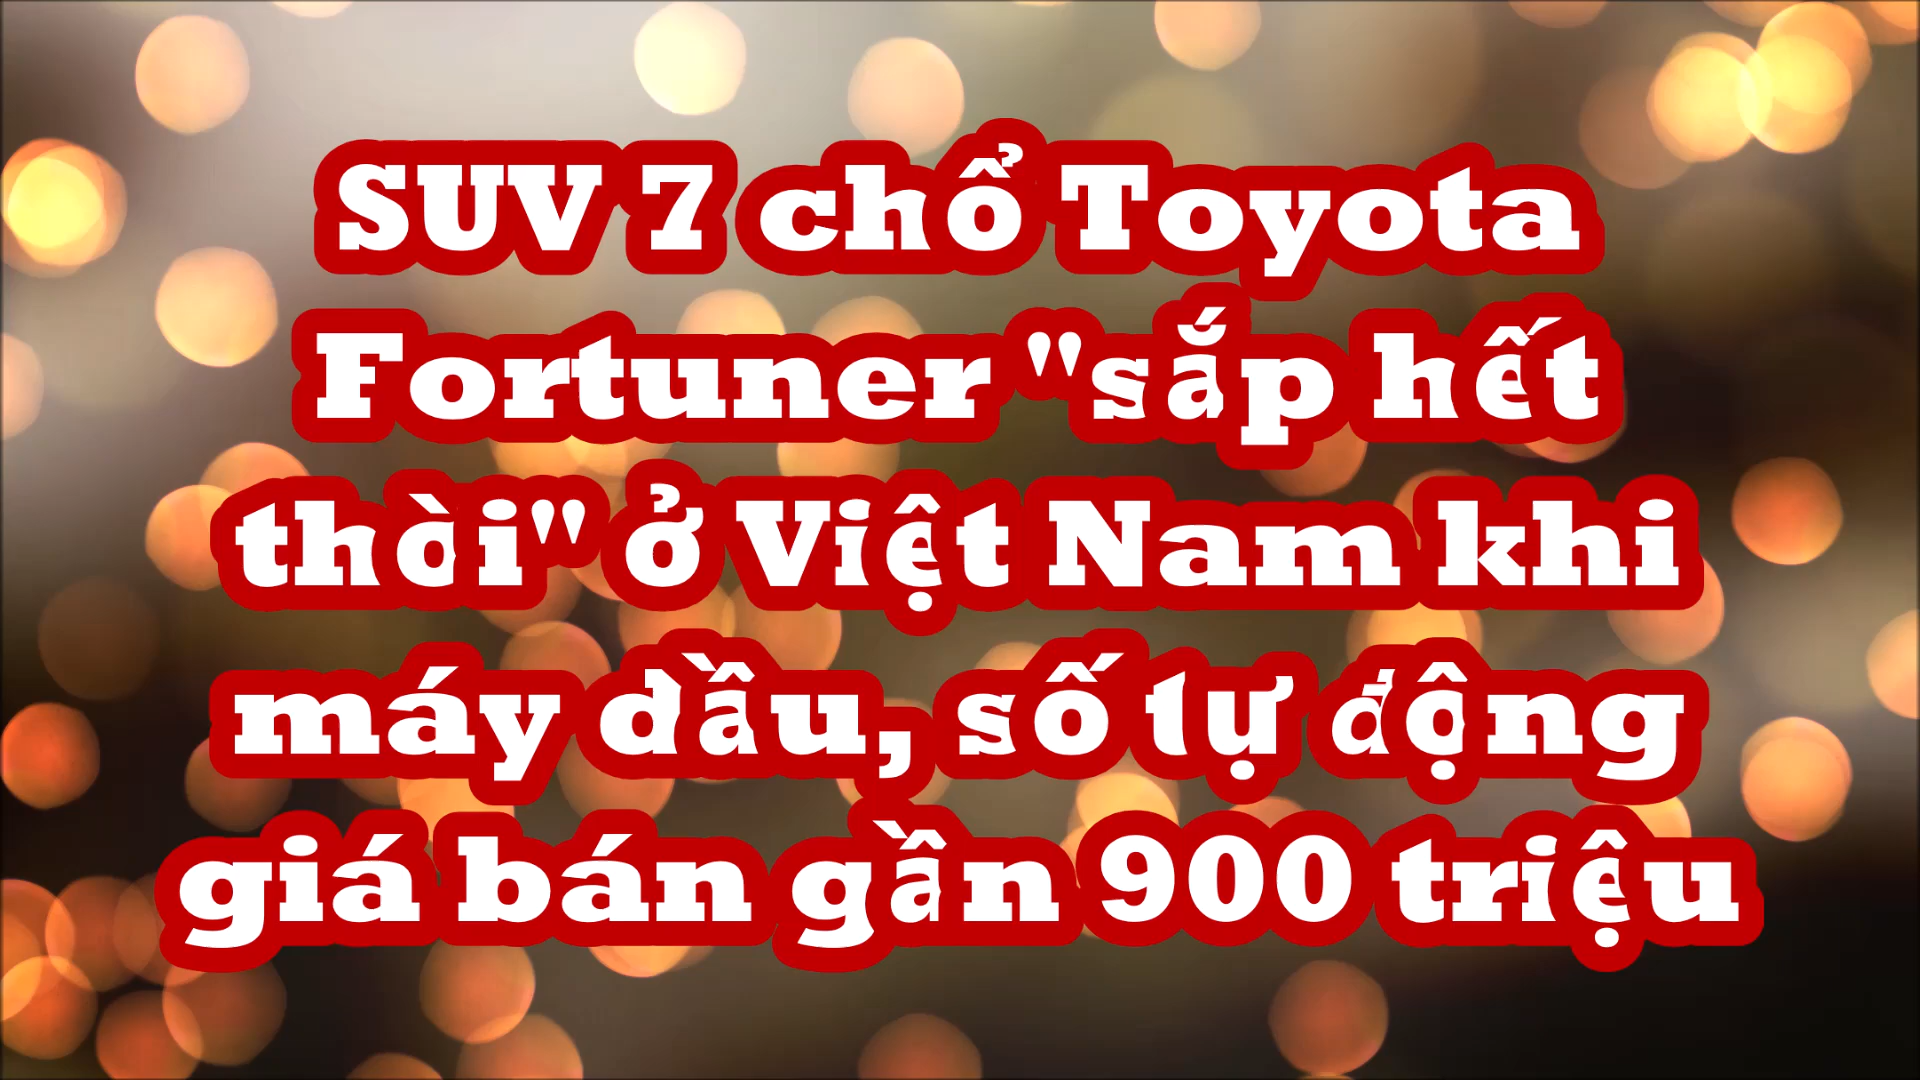 SUV 7 chổ Toyota
Fortuner "sắp hết
thời" ở Việt Nam khi
máy dầu, số tự động
giá bán gần 900 triệu